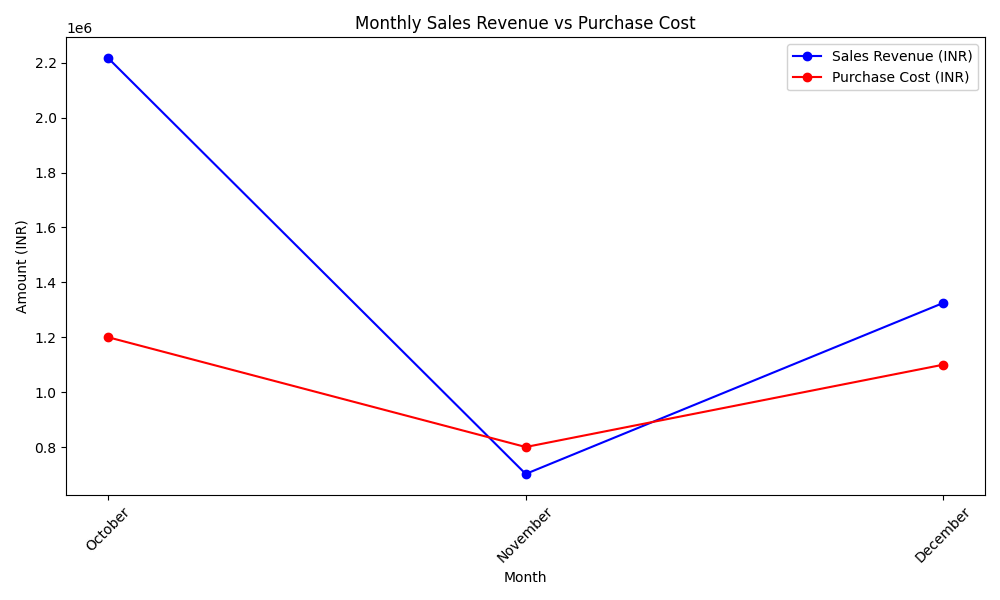 Monthly Sales Revenue vs Purchase Cost
1e6
Sales Revenue (INR)
Purchase Cost (INR)
2.2
2.0
1.8
1.6
1.4
1.2
1.0
0.8
Amount (INR)
October
November
December
Month